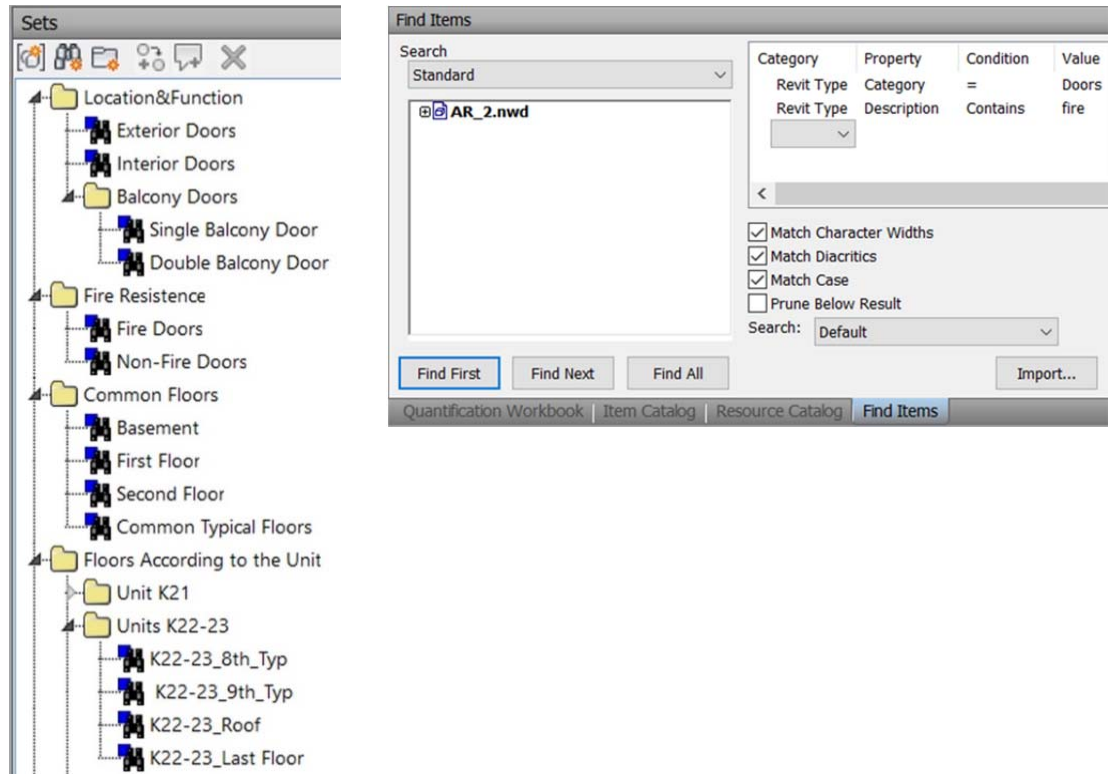 Sets
Location&Function
Exterior Doors
Interior Doors
Balcony Doors
Single Balcony Door
Double Balcony Door
Fire Resistence
Fire Doors
Non-Fire Doors
Common Floors
Basement
First Floor
Second Floor
Common Typical Floors
Floors According to the Unit
Unit K21
Units K22-23
K22-23_8th_Typ
K22-23_9th_Typ
K22-23_Roof
K22-23_Last Floor
Find Items
Search
Standard
AR_2.nwd
Category Property Condition Value
Revit Type Category = Doors
Revit Type Description Contains fire
Match Character Widths
Match Diacritics
Match Case
Prune Below Result
Search: Default
Find First Find Next Find All Import...
Quantification Workbook | Item Catalog | Resource Catalog Find Items